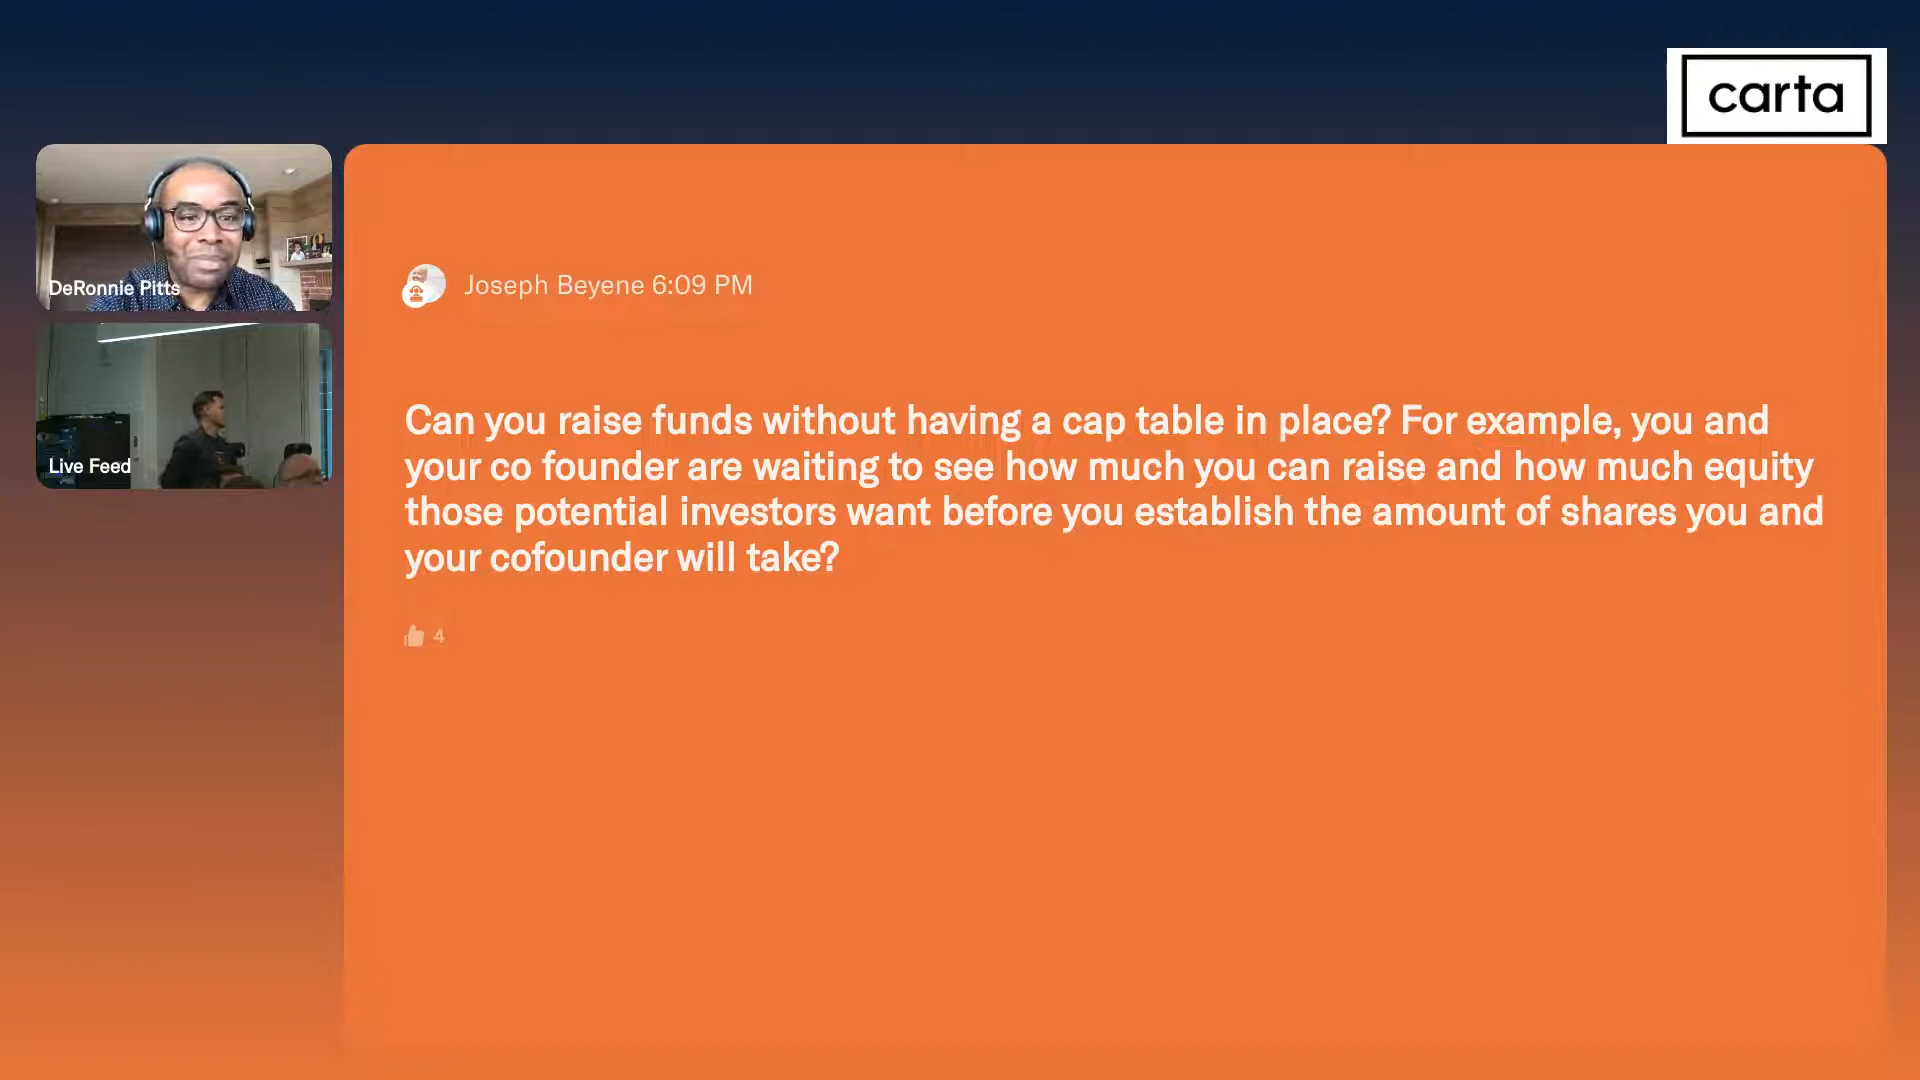 carta
DeRonnie Pitts
Live Feed
Joseph Beyene 6:09 PM
Can you raise funds without having a cap table in place? For example, you and
your co founder are waiting to see how much you can raise and how much equity
those potential investors want before you establish the amount of shares you and
your cofounder will take?
4